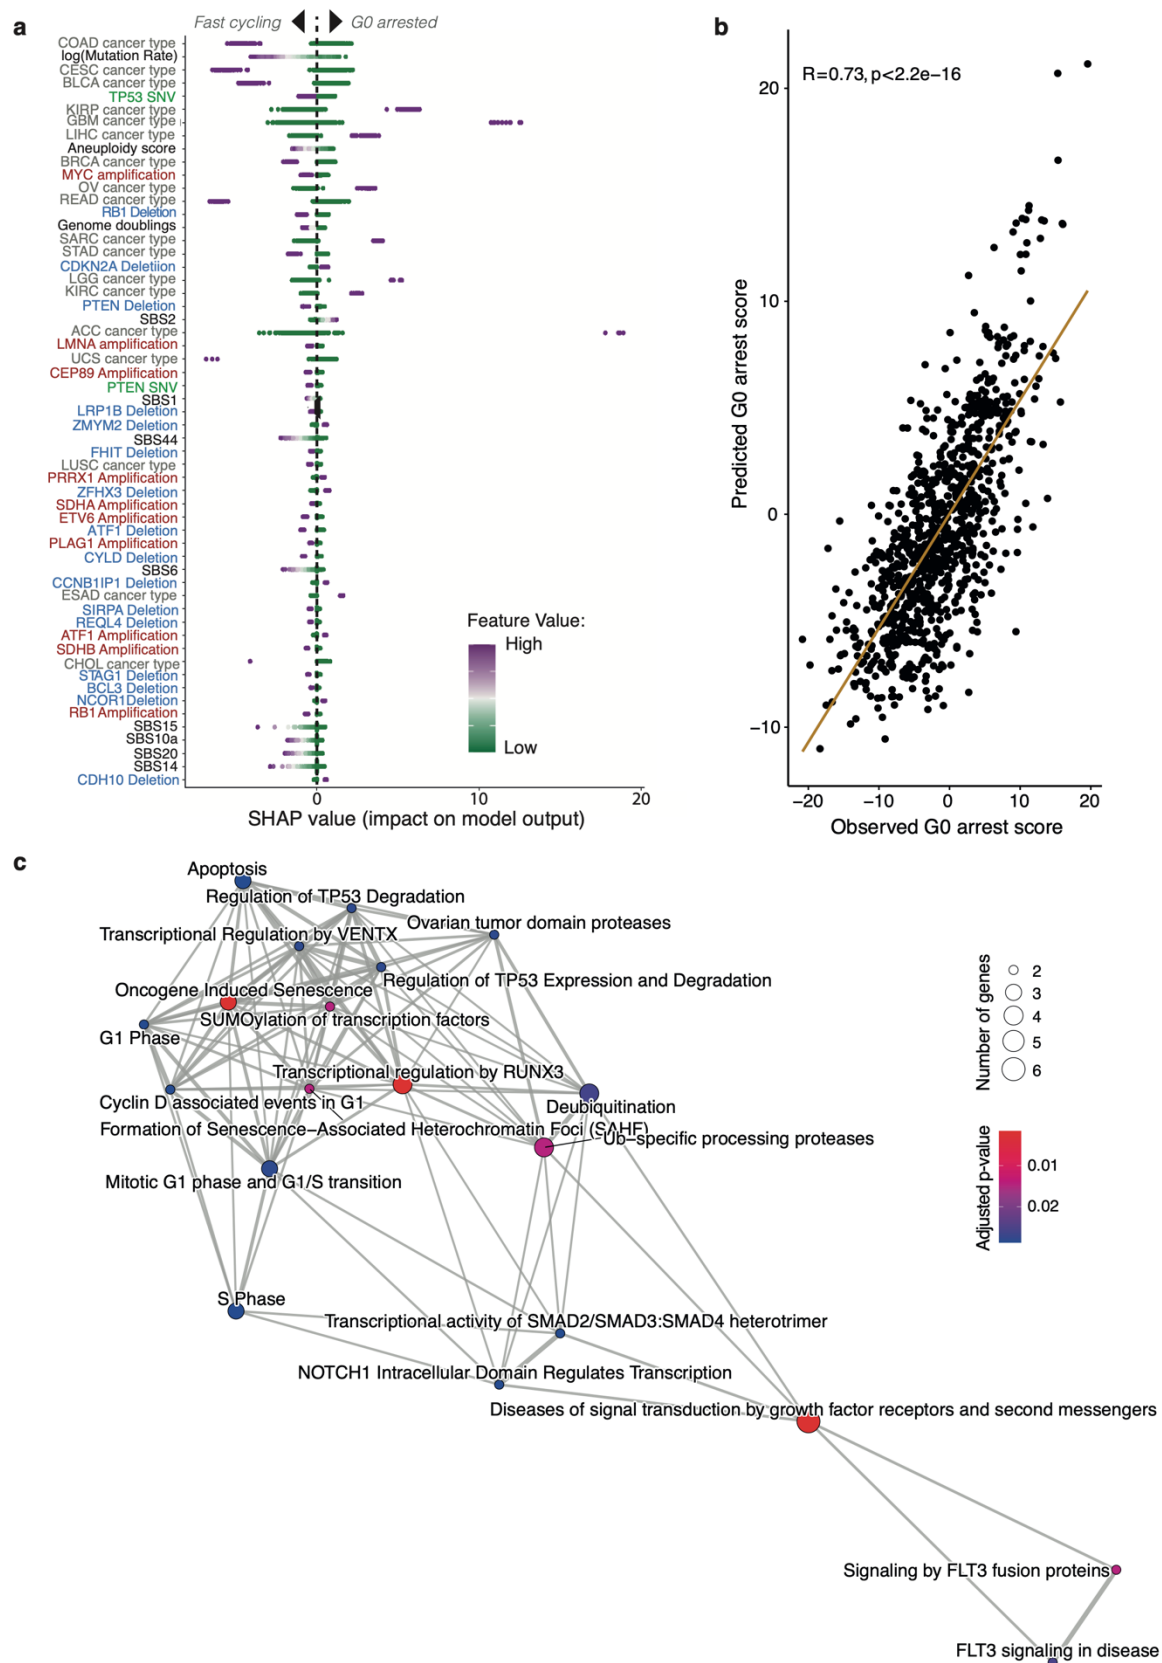 a
Fast cycling
G0 arrested
COAD cancer type
log(Mutation Rate)
CESC cancer type
BLCA cancer type
TP53 SNV
KIRP cancer type
GBM cancer type
LIHC cancer type
Aneuploidy score
BRCA cancer type
MYC amplification
OV cancer type
READ cancer type
RB1 Deletion
Genome doublings
SARC cancer type
STAD cancer type
CDKN2A Deletiion
LGG cancer type
KIRC cancer type
PTEN Deletion
SBS2
ACC cancer type
LMNA amplification
UCS cancer type
CEP89 Amplification
PTEN SNV
SBS1
LRP1B Deletion
ZMYM2 Deletion
SBS44
FHIT Deletion
LUSC cancer type
PRRX1 Amplification
ZFHX3 Deletion
SDHA Amplification
ETV6 Amplification
ATF1 Deletion
PLAG1 Amplification
CYLD Deletion
SBS6
CCNB1IP1 Deletion
ESAD cancer type
SIRPA Deletion
REQL4 Deletion
ATF1 Amplification
SDHB Amplification
CHOL cancer type
STAG1 Deletion
BCL3 Deletion
NCOR1Deletion
RB1 Amplification
SBS15
SBS10a
SBS20
SBS14
CDH10 Deletion
Feature Value:
High
Low
0 10 20
SHAP value (impact on model output)
b
R=0.73, p<2.2e−16
Predicted G0 arrest score
20
10
0
−10
−20 −10 0 10 20
Observed G0 arrest score
c
Apoptosis
Regulation of TP53 Degradation
Ovarian tumor domain proteases
Transcriptional Regulation by VENTX
Regulation of TP53 Expression and Degradation
Oncogene Induced Senescence
SUMOylation of transcription factors
G1 Phase
Transcriptional regulation by RUNX3
Cyclin D associated events in G1
Deubiquitination
Formation of Senescence−Associated Heterochromatin Foci (SAHF)
Ub−specific processing proteases
Mitotic G1 phase and G1/S transition
S Phase
Transcriptional activity of SMAD2/SMAD3:SMAD4 heterotrimer
NOTCH1 Intracellular Domain Regulates Transcription
Diseases of signal transduction by growth factor receptors and second messengers
Signaling by FLT3 fusion proteins
FLT3 signaling in disease
Number of genes
2
3
4
5
6
Adjusted p-value
0.01
0.02